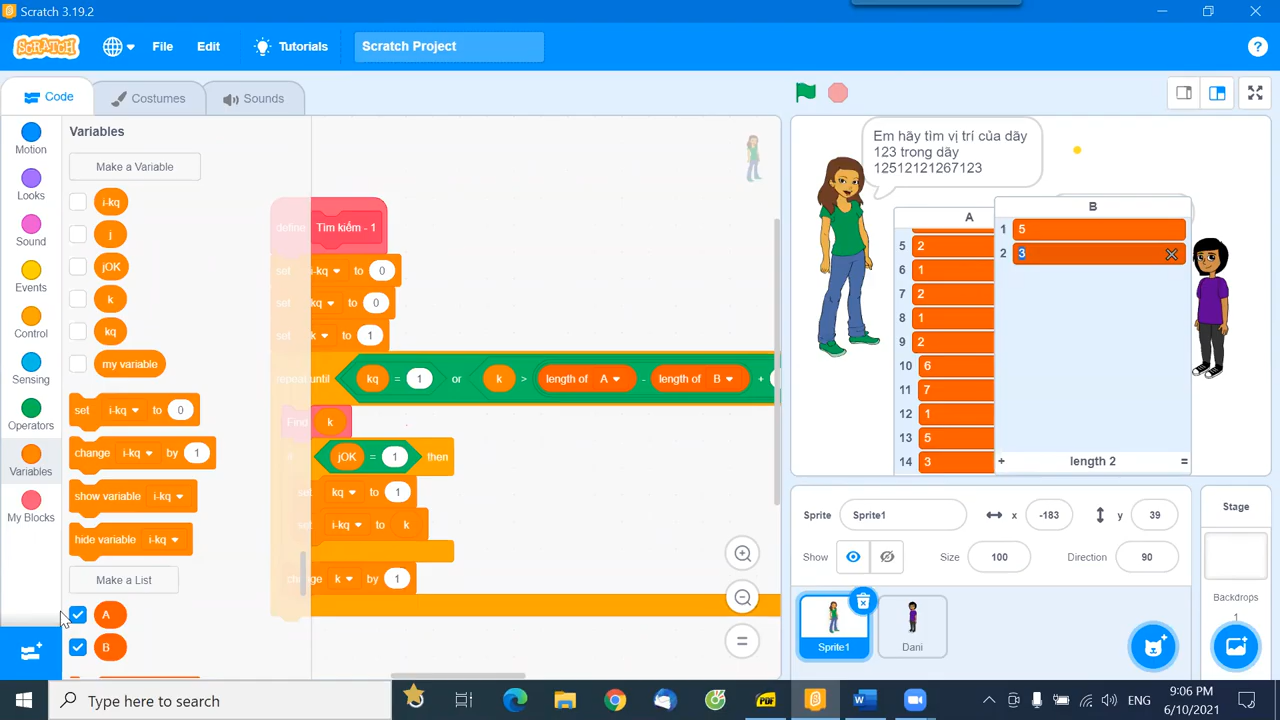 Scratch 3.19.2
SCRATCH File Edit Tutorials Scratch Project ?
Code Costumes Sounds
Motion
Looks
Sound
Events
Control
Sensing
Operators
Variables
My Blocks
Variables
Make a Variable
i-kq
j
jOK
k
kq
my variable
set i-kq to 0
change i-kq by 1
show variable i-kq
hide variable i-kq
Make a List
A
B
define Tìm kiếm - 1
set i-kq to 0
set kq to 0
set k to 1
repeat until kq = 1 or k > length of A - length of B +
Find k
if jOK = 1 then
set kq to 1
set i-kq to k
change k by 1
Em hãy tìm vị trí của dãy
123 trong dãy
12512121267123
A
5 2
6 1
7 2
8 1
9 2
10 6
11 7
12 1
13 5
14 3
B
1 5
2 3
+ length 2 =
Sprite Sprite1 x -183 y 39
Show Size 100 Direction 90
Sprite1
Dani
Stage
Backdrops
1
Type here to search
PDF
ENG
9:06 PM
6/10/2021